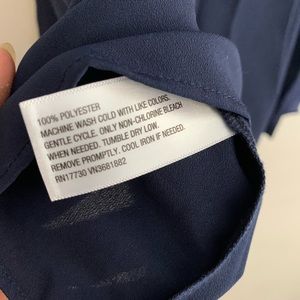 100% POLYESTER
MACHINE WASH COLD WITH LIKE COLORS.
GENTLE CYCLE. ONLY NON-CHLORINE BLEACH
WHEN NEEDED. TUMBLE DRY LOW.
REMOVE PROMPTLY. COOL IRON IF NEEDED.
RN17730 VN3681882